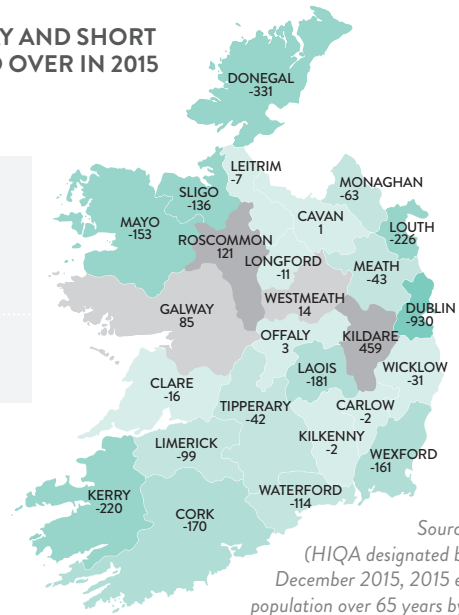 Y AND SHORT
OVER IN 2015
DONEGAL
-331
LEITRIM
-7
MONAGHAN
-63
SLIGO
-136
CAVAN
1
MAYO
-153
LOUTH
-226
ROSCOMMON
121
LONGFORD
-11
MEATH
-43
WESTMEATH
14
DUBLIN
-930
GALWAY
85
OFFALY
3
KILDARE
459
LAOIS
-181
WICKLOW
-31
CLARE
-16
TIPPERARY
-42
CARLOW
-2
KILKENNY
-2
LIMERICK
-99
WEXFORD
-161
KERRY
-220
WATERFORD
-114
CORK
-170
Sourc
(HIQA designated b
December 2015, 2015 e
population over 65 years by